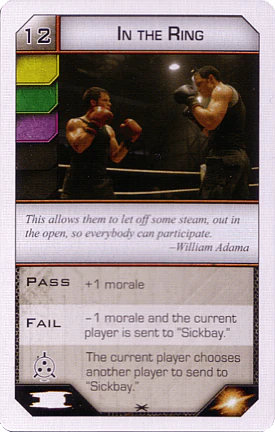 12 IN THE RING
This allows them to let off some steam, out in
the open, so everybody can participate.
–William Adama
PASS +1 morale
FAIL –1 morale and the current
player is sent to "Sickbay."
The current player chooses
another player to send to
"Sickbay."